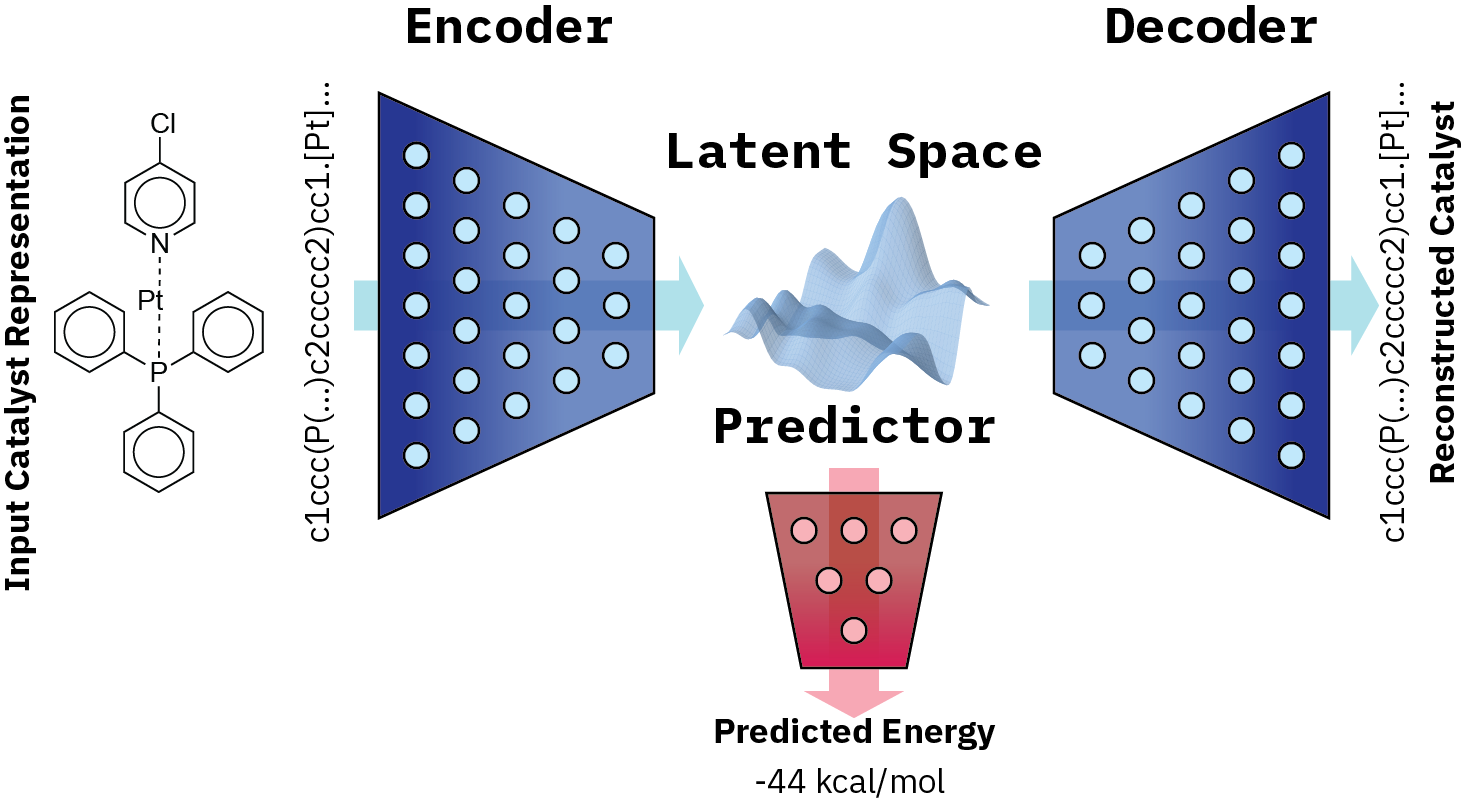 Encoder
Decoder
Input Catalyst Representation
Cl
N
Pt
P
c1ccc(P(...)c2ccccc2)cc1.[Pt]...
Latent Space
Predictor
Predicted Energy
-44 kcal/mol
c1ccc(P(...)c2ccccc2)cc1.[Pt]...
Reconstructed Catalyst